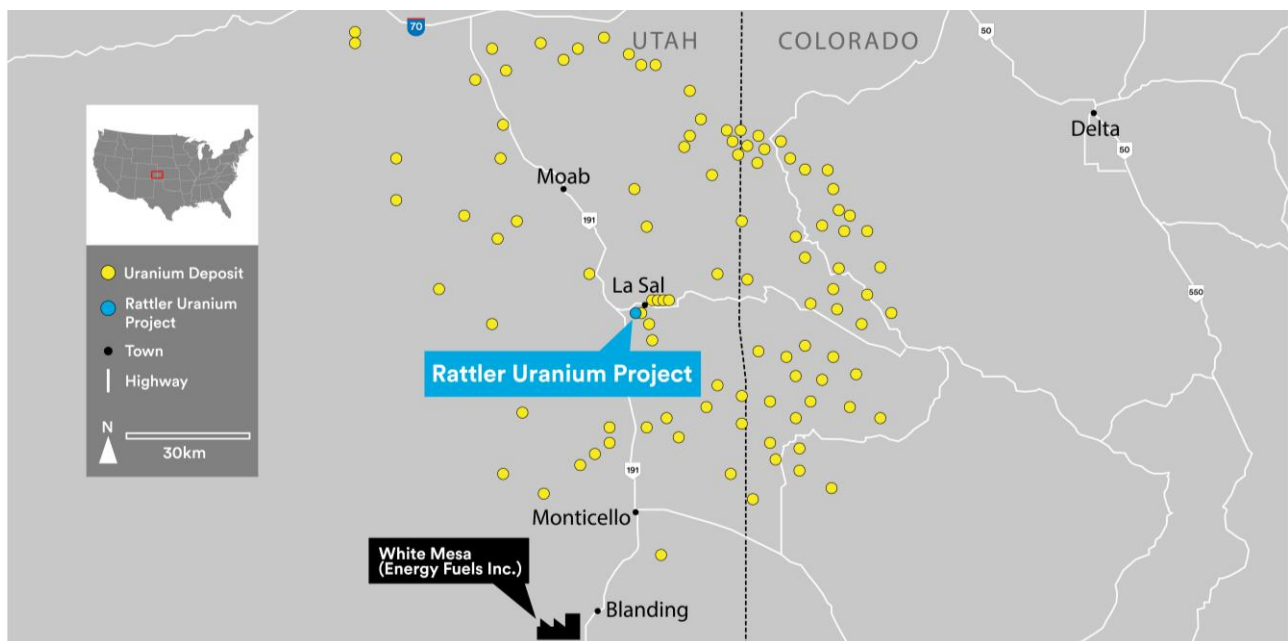 70
UTAH
COLORADO
50
Delta
50
Moab
191
Uranium Deposit
Rattler Uranium
Project
Town
Highway
N
30km
La Sal
550
Rattler Uranium Project
191
Monticello
White Mesa
(Energy Fuels Inc.)
Blanding